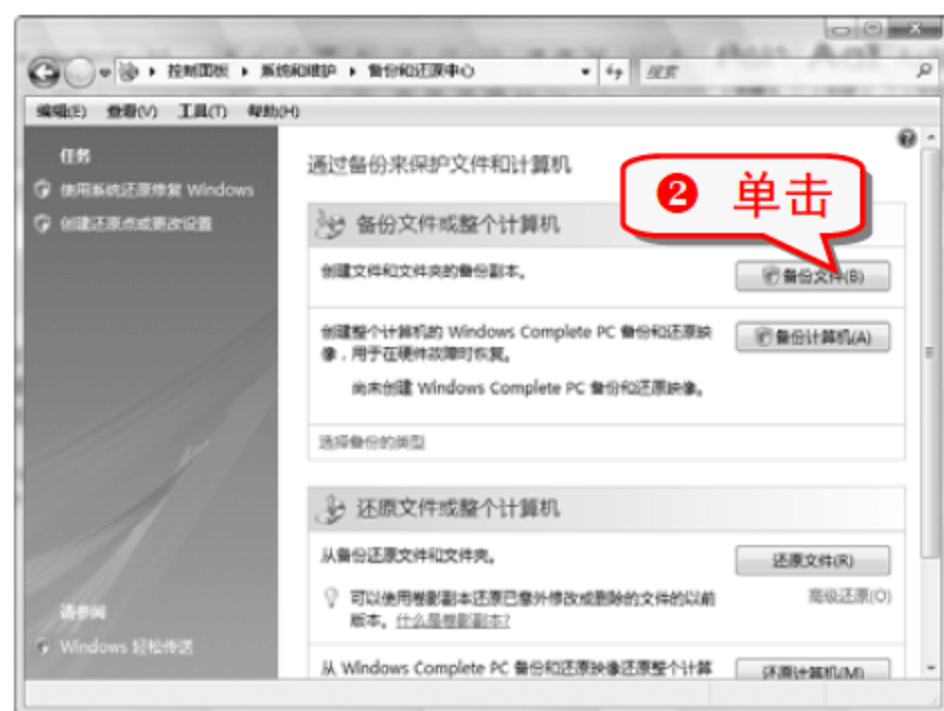 控制面板 ▸ 系统和维护 ▸ 备份和还原中心
搜索
编辑(E) 查看(V) 工具(T) 帮助(H)
任务
使用系统还原修复 Windows
创建还原点或更改设置
通过备份来保护文件和计算机
❷ 单击
备份文件或整个计算机
创建文件和文件夹的备份副本。
备份文件(B)
创建整个计算机的 Windows Complete PC 备份和还原映
像，用于在硬件故障时恢复。
备份计算机(A)
尚未创建 Windows Complete PC 备份和还原映像。
选择备份的类型
还原文件或整个计算机
从备份还原文件和文件夹。
还原文件(R)
可以使用卷影副本还原已意外修改或删除的文件的以前
版本。什么是卷影副本?
高级还原(O)
请参阅
Windows 轻松传送
从 Windows Complete PC 备份和还原映像还原整个计算
还原计算机(M)